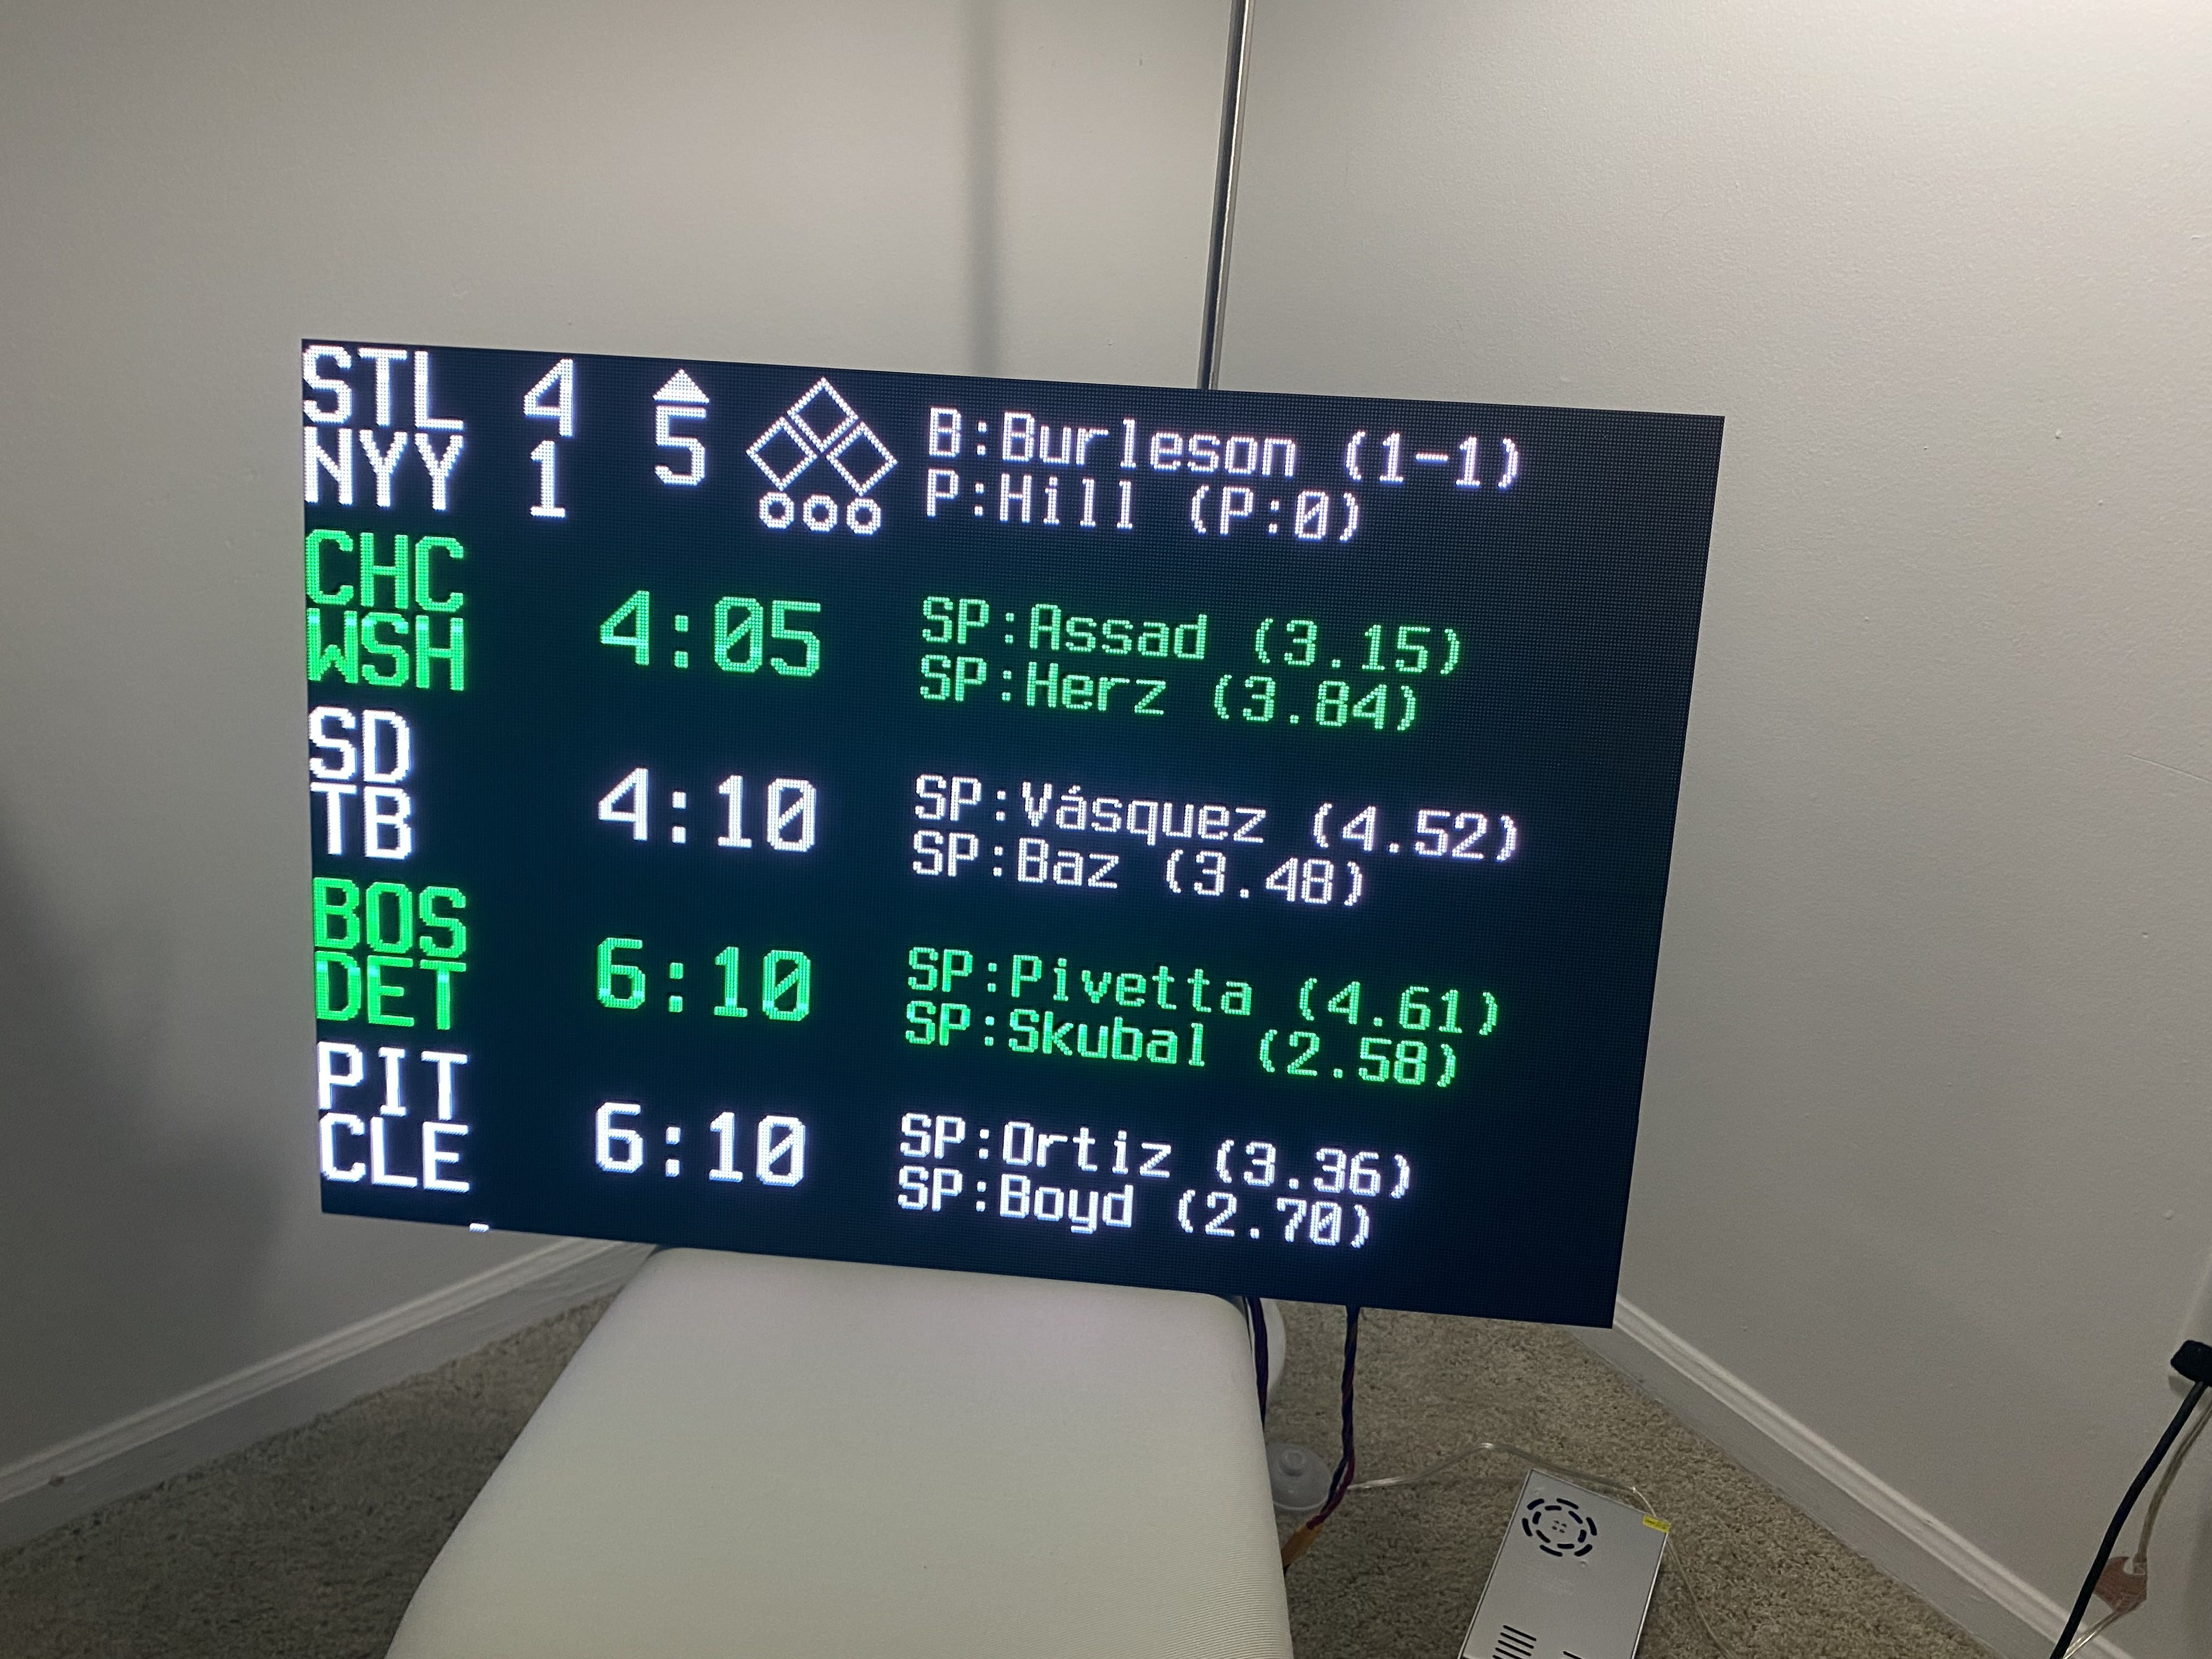 STL 4 5 B:Burleson (1-1)
NYY 1 P:Hill (P:0)
CHC 4:05 SP:Assad (3.15)
WSH SP:Herz (3.84)
SD 4:10 SP:Vásquez (4.52)
TB SP:Baz (3.48)
BOS 6:10 SP:Pivetta (4.61)
DET SP:Skubal (2.58)
PIT 6:10 SP:Ortiz (3.36)
CLE SP:Boyd (2.70)